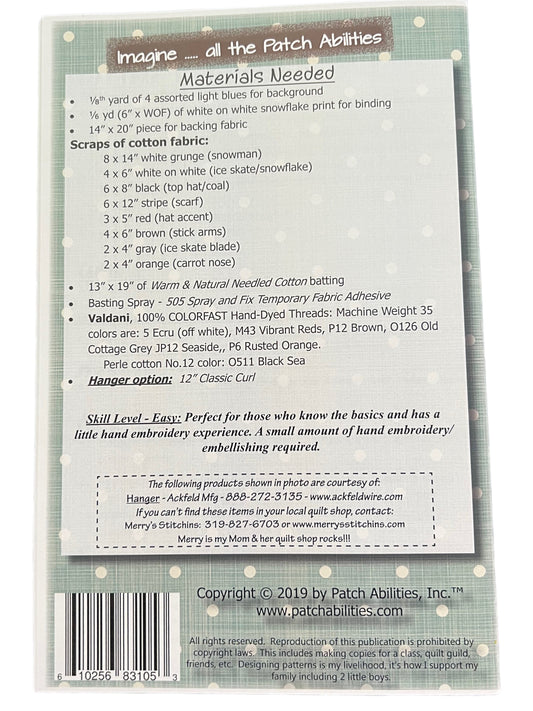 Imagine ..... all the Patch Abilities
Materials Needed
• ⅛th yard of 4 assorted light blues for background
• ⅙ yd (6" x WOF) of white on white snowflake print for binding
• 14" x 20" piece for backing fabric
Scraps of cotton fabric:
8 x 14" white grunge (snowman)
4 x 6" white on white (ice skate/snowflake)
6 x 8" black (top hat/coal)
6 x 12" stripe (scarf)
3 x 5" red (hat accent)
4 x 6" brown (stick arms)
2 x 4" gray (ice skate blade)
2 x 4" orange (carrot nose)
• 13" x 19" of Warm & Natural Needled Cotton batting
• Basting Spray - 505 Spray and Fix Temporary Fabric Adhesive
• Valdani, 100% COLORFAST Hand-Dyed Threads: Machine Weight 35
colors are: 5 Ecru (off white), M43 Vibrant Reds, P12 Brown, O126 Old
Cottage Grey JP12 Seaside,, P6 Rusted Orange.
Perle cotton No.12 color: O511 Black Sea
• Hanger option: 12" Classic Curl
Skill Level - Easy: Perfect for those who know the basics and has a
little hand embroidery experience. A small amount of hand embroidery/
embellishing required.
The following products shown in photo are courtesy of:
Hanger - Ackfeld Mfg - 888-272-3135 - www.ackfeldwire.com
If you can't find these items in your local quilt shop, contact:
Merry's Stitchins: 319-827-6703 or www.merrysstitchins.com
Merry is my Mom & her quilt shop rocks!!!
Copyright © 2019 by Patch Abilities, Inc.™
www.patchabilities.com
All rights reserved. Reproduction of this publication is prohibited by
copyright laws. This includes making copies for a class, quilt guild,
friends, etc. Designing patterns is my livelihood, it's how I support my
family including 2 little boys.
6 10256 83105 3